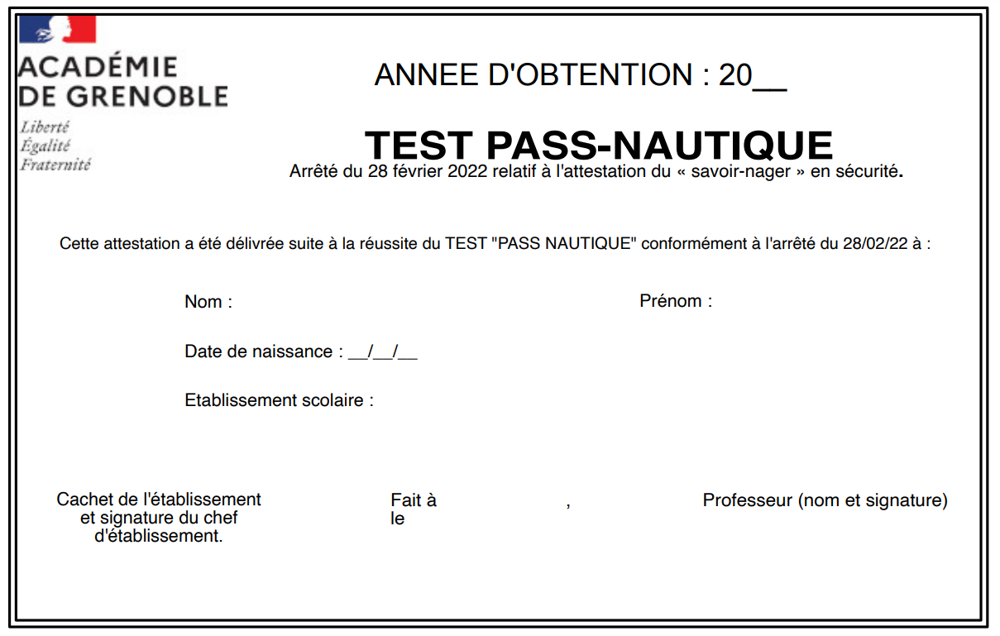 ACADÉMIE
DE GRENOBLE
Liberté
Égalité
Fraternité
ANNEE D'OBTENTION : 20__
TEST PASS-NAUTIQUE
Arrêté du 28 février 2022 relatif à l'attestation du « savoir-nager » en sécurité.
Cette attestation a été délivrée suite à la réussite du TEST "PASS NAUTIQUE" conformément à l'arrêté du 28/02/22 à :
Nom : Prénom :
Date de naissance : __/__/__
Etablissement scolaire :
Cachet de l'établissement
et signature du chef
d'établissement.
Fait à ,
le
Professeur (nom et signature)